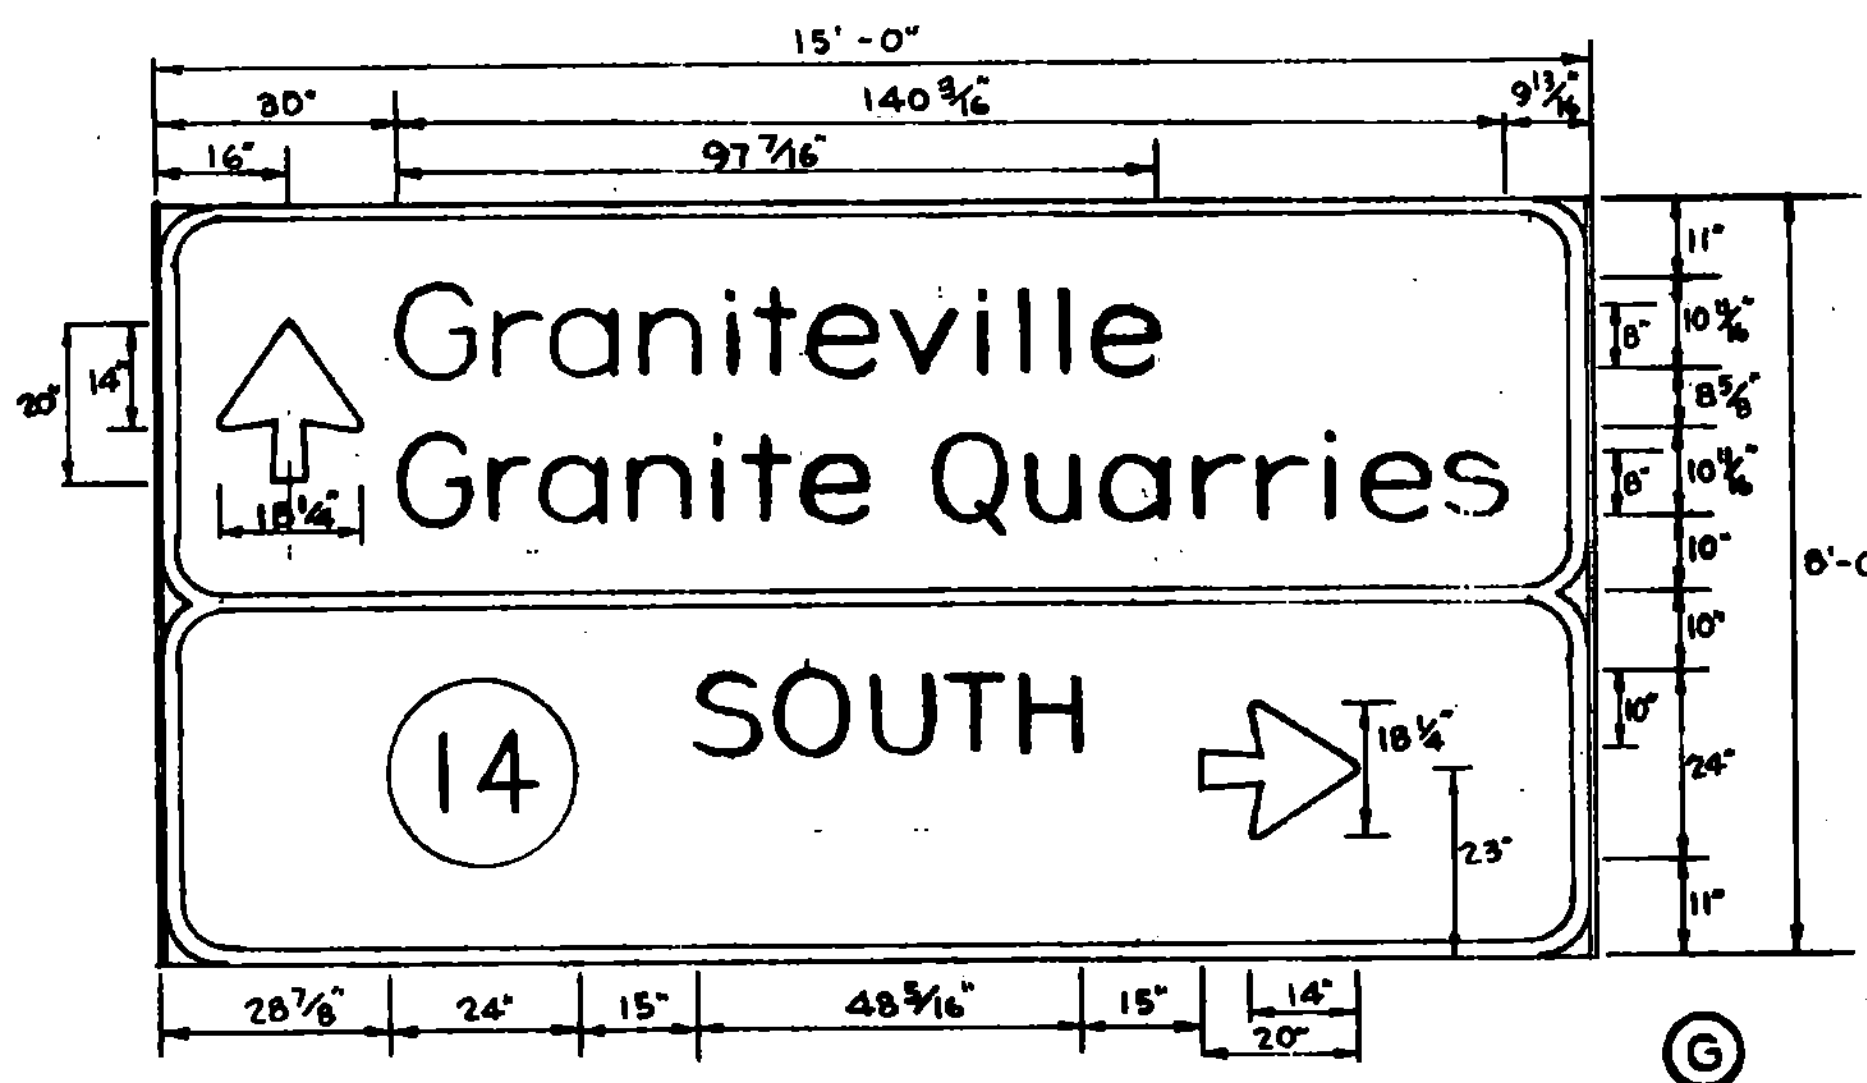 15'-0"
30" 140 3/16" 9 13/16"
16" 97 7/16"
11"
Graniteville
10 11/16"
8"
14"
20"
8 5/8"
Granite Quarries
10 11/16"
8"
18 1/4"
10"
8'-0
10"
SOUTH
10"
14
18 1/4"
24"
23"
11"
28 7/8" 24" 15" 48 5/16" 15" 14"
20"
G